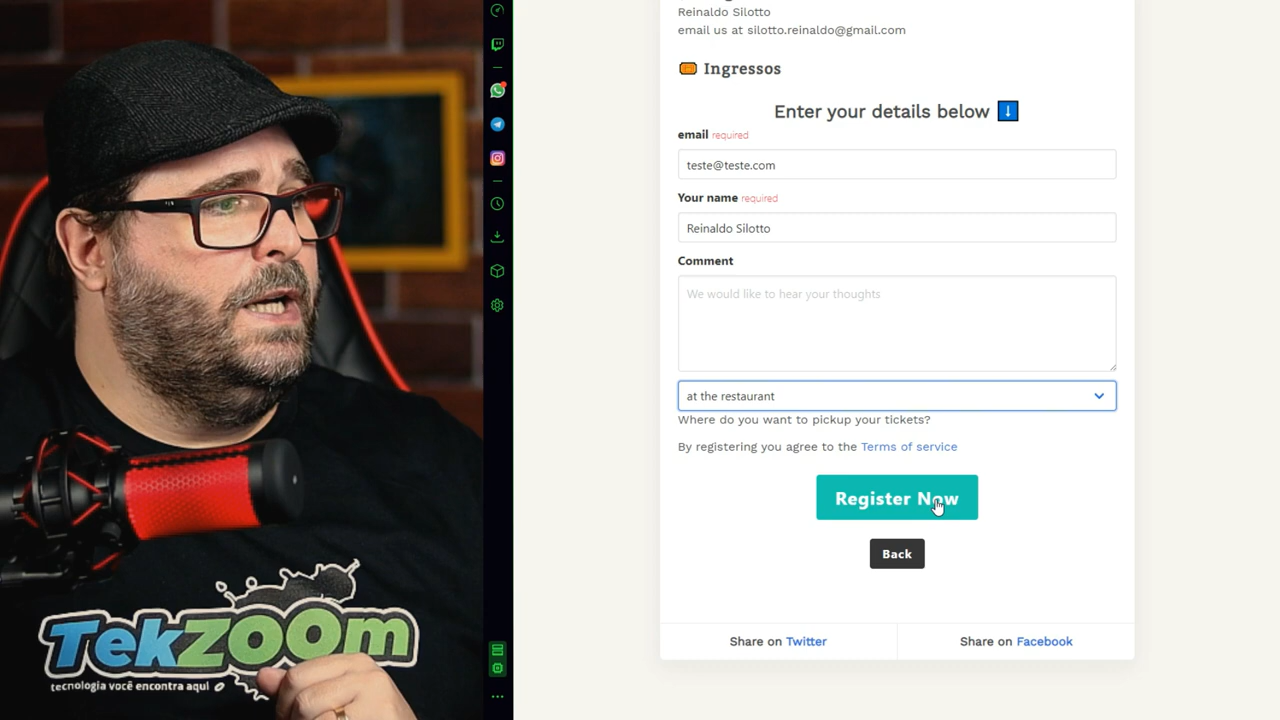 Reinaldo Silotto
email us at silotto.reinaldo@gmail.com
Ingressos
Enter your details below
email required
teste@teste.com
Your name required
Reinaldo Silotto
Comment
We would like to hear your thoughts
at the restaurant
Where do you want to pickup your tickets?
By registering you agree to the Terms of service
Register Now
Back
Share on Twitter
Share on Facebook
TekZOOm
tecnologia você encontra aqui